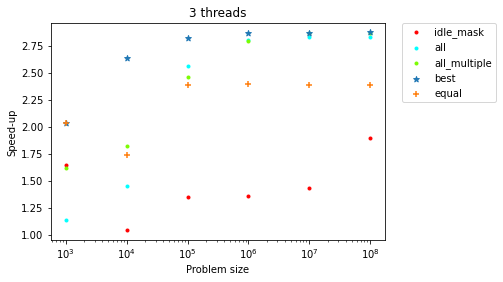 3 threads
Speed-up
2.75
2.50
2.25
2.00
1.75
1.50
1.25
1.00
10³ 10⁴ 10⁵ 10⁶ 10⁷ 10⁸
Problem size
idle_mask
all
all_multiple
best
equal